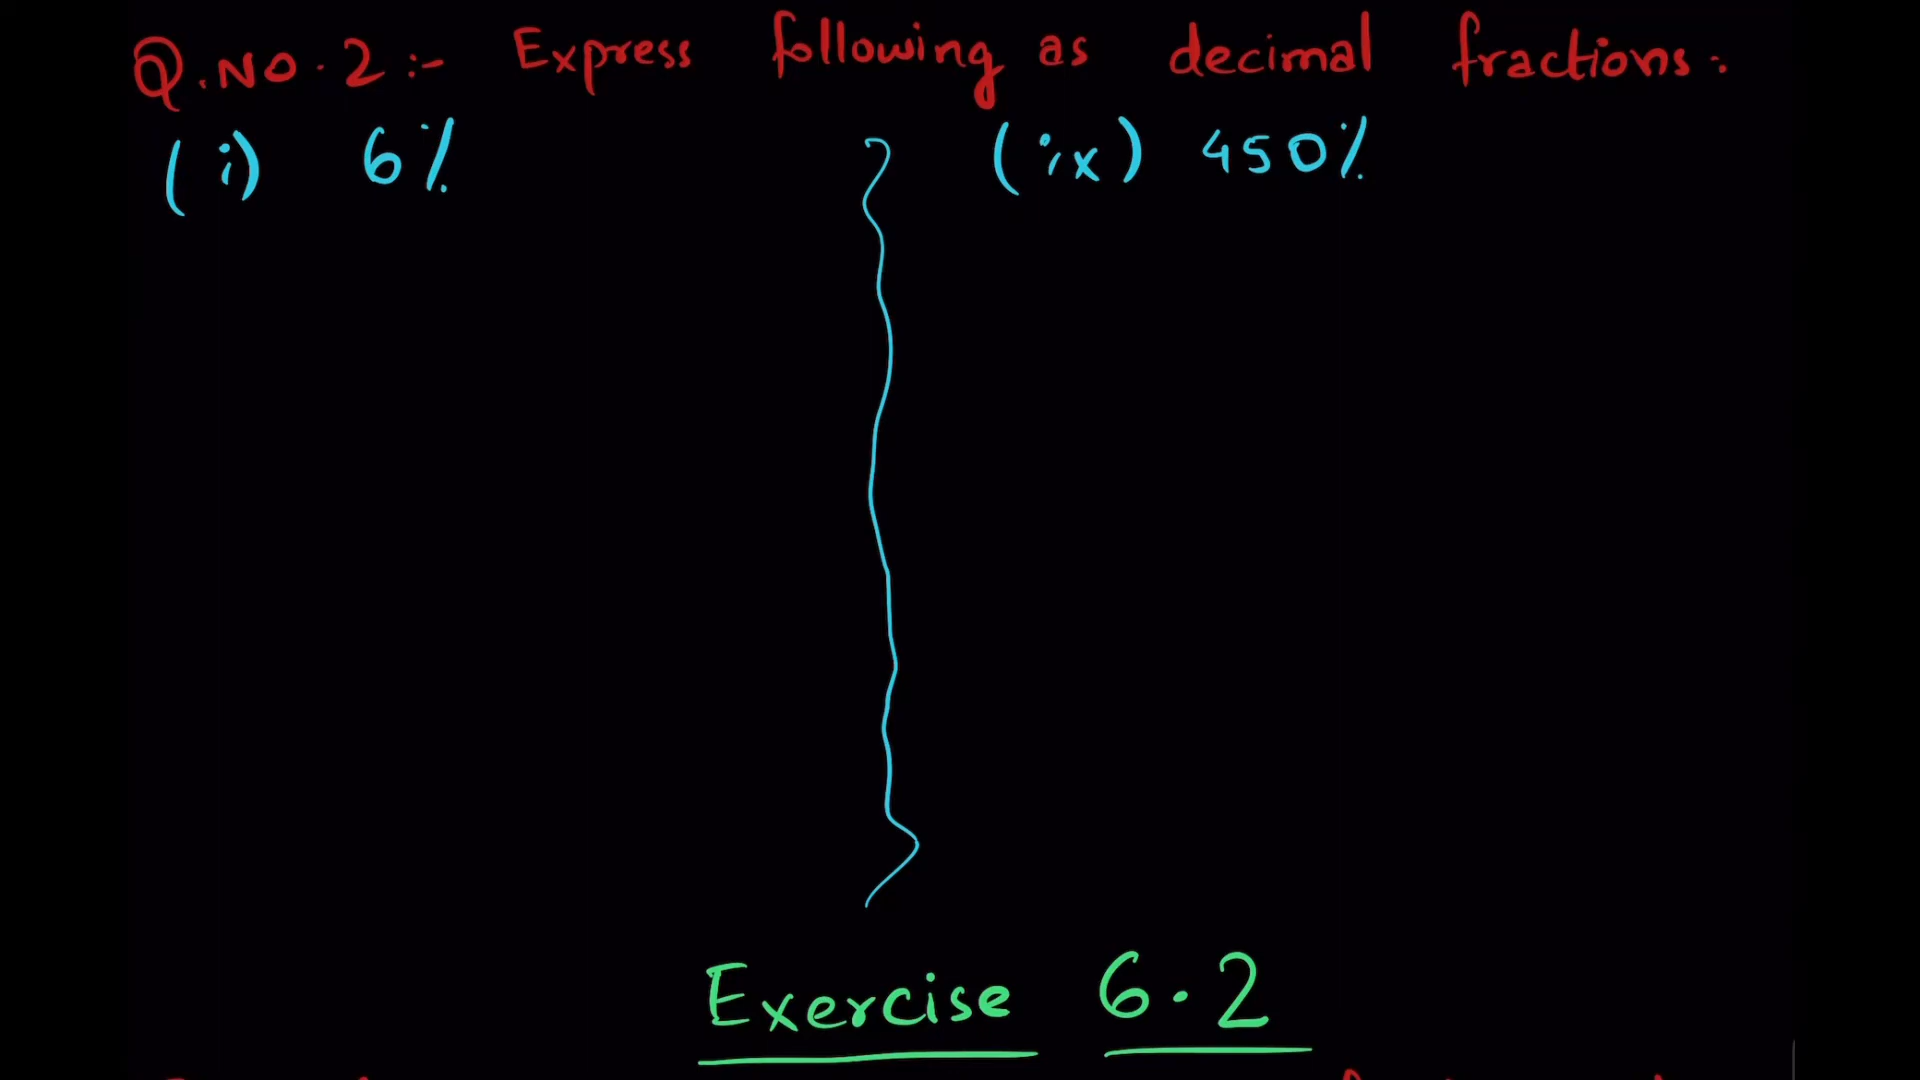 Q.NO.2:- Express following as decimal fractions.
(i) 6%
(ix) 450%
Exercise 6.2